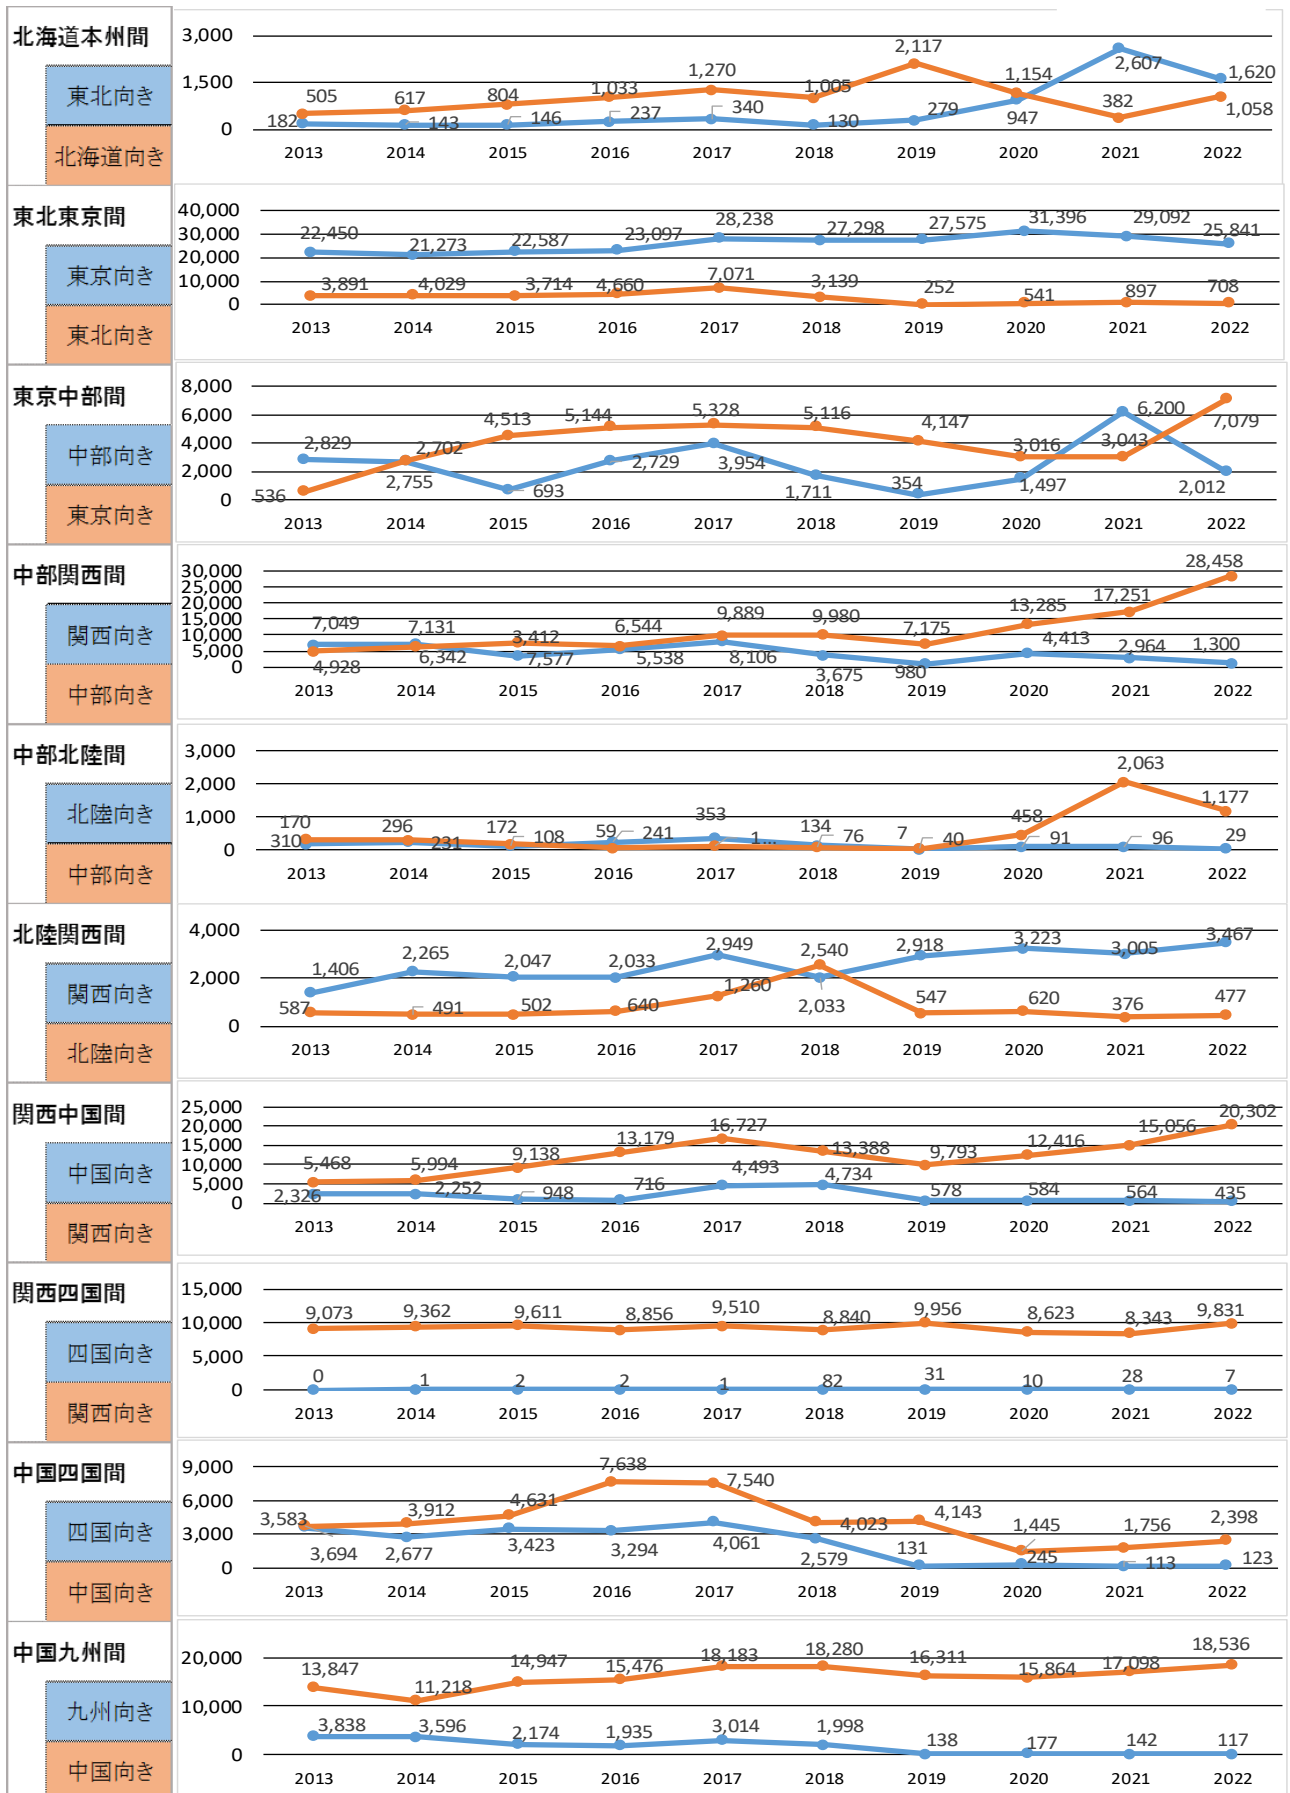 北海道本州間
東北向き
北海道向き
3,000
1,500
0
505 617 804 1,033 1,270 1,005 2,117 1,154 382 1,058
182 143 146 237 340 130 279 947 2,607 1,620
2013 2014 2015 2016 2017 2018 2019 2020 2021 2022
東北東京間
東京向き
東北向き
40,000
30,000
20,000
10,000
0
22,450 21,273 22,587 23,097 28,238 27,298 27,575 31,396 29,092 25,841
3,891 4,029 3,714 4,660 7,071 3,139 252 541 897 708
2013 2014 2015 2016 2017 2018 2019 2020 2021 2022
東京中部間
中部向き
東京向き
8,000
6,000
4,000
2,000
0
2,829 2,702 4,513 5,144 5,328 5,116 4,147 3,016 6,200 7,079
536 2,755 693 2,729 3,954 1,711 354 1,497 3,043 2,012
2013 2014 2015 2016 2017 2018 2019 2020 2021 2022
中部関西間
関西向き
中部向き
30,000
25,000
20,000
15,000
10,000
5,000
0
7,049 7,131 3,412 6,544 9,889 9,980 7,175 13,285 17,251 28,458
4,928 6,342 7,577 5,538 8,106 3,675 980 4,413 2,964 1,300
2013 2014 2015 2016 2017 2018 2019 2020 2021 2022
中部北陸間
北陸向き
中部向き
3,000
2,000
1,000
0
170 296 172 59 353 134 7 458 2,063 1,177
310 231 108 241 1... 76 40 91 96 29
2013 2014 2015 2016 2017 2018 2019 2020 2021 2022
北陸関西間
関西向き
北陸向き
4,000
2,000
0
1,406 2,265 2,047 2,033 2,949 2,540 2,918 3,223 3,005 3,467
587 491 502 640 1,260 2,033 547 620 376 477
2013 2014 2015 2016 2017 2018 2019 2020 2021 2022
関西中国間
中国向き
関西向き
25,000
20,000
15,000
10,000
5,000
0
5,468 5,994 9,138 13,179 16,727 13,388 9,793 12,416 15,056 20,302
2,326 2,252 948 716 4,493 4,734 578 584 564 435
2013 2014 2015 2016 2017 2018 2019 2020 2021 2022
関西四国間
四国向き
関西向き
15,000
10,000
5,000
0
9,073 9,362 9,611 8,856 9,510 8,840 9,956 8,623 8,343 9,831
0 1 2 2 1 82 31 10 28 7
2013 2014 2015 2016 2017 2018 2019 2020 2021 2022
中国四国間
四国向き
中国向き
9,000
6,000
3,000
0
3,583 3,912 4,631 7,638 7,540 4,023 4,143 1,445 1,756 2,398
3,694 2,677 3,423 3,294 4,061 2,579 131 245 113 123
2013 2014 2015 2016 2017 2018 2019 2020 2021 2022
中国九州間
九州向き
中国向き
20,000
10,000
0
13,847 11,218 14,947 15,476 18,183 18,280 16,311 15,864 17,098 18,536
3,838 3,596 2,174 1,935 3,014 1,998 138 177 142 117
2013 2014 2015 2016 2017 2018 2019 2020 2021 2022